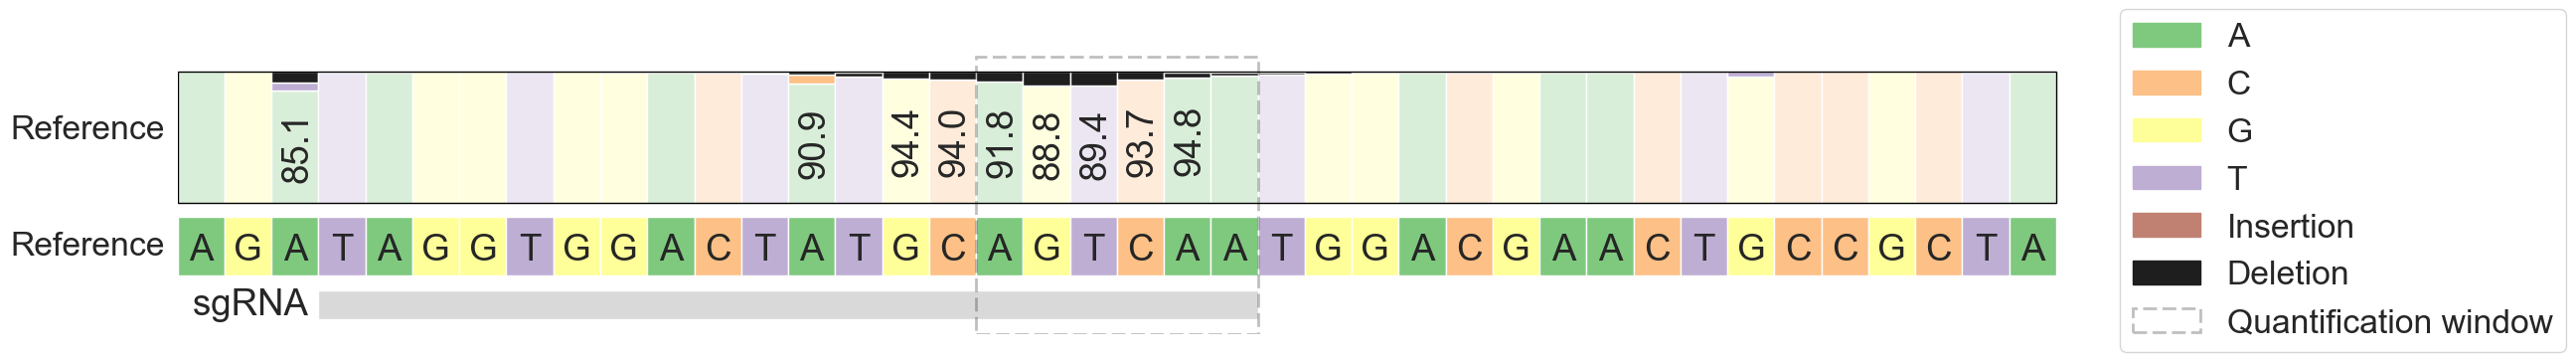 Reference 85.1 90.9 94.4 94.0 91.8 88.8 89.4 93.7 94.8
Reference A G A T A G G T G G A C T A T G C A G T C A A T G G A C G A A C T G C C G C T A
sgRNA
A
C
G
T
Insertion
Deletion
Quantification window